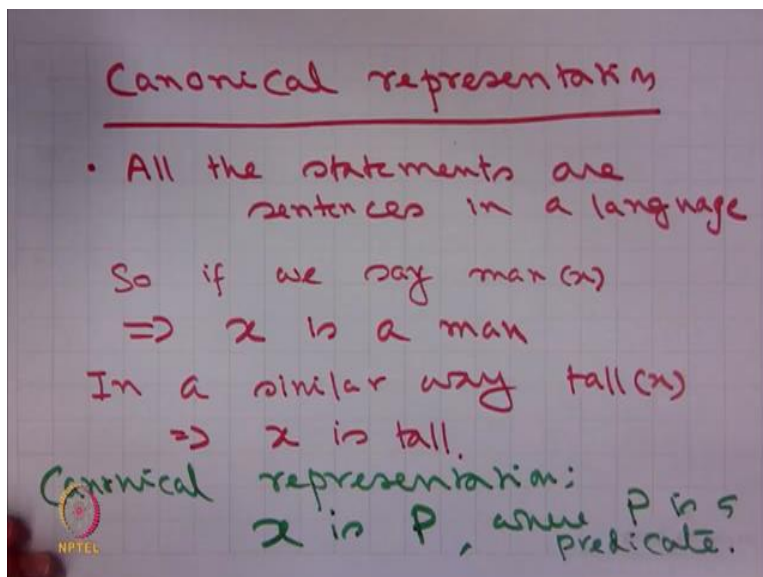 Canonical representation
• All the statements are
sentences in a language
So if we say man (x)
=> x is a man
In a similar way tall (x)
=> x is tall.
Canonical representation:
x is P, where P is a
predicate.
NPTEL